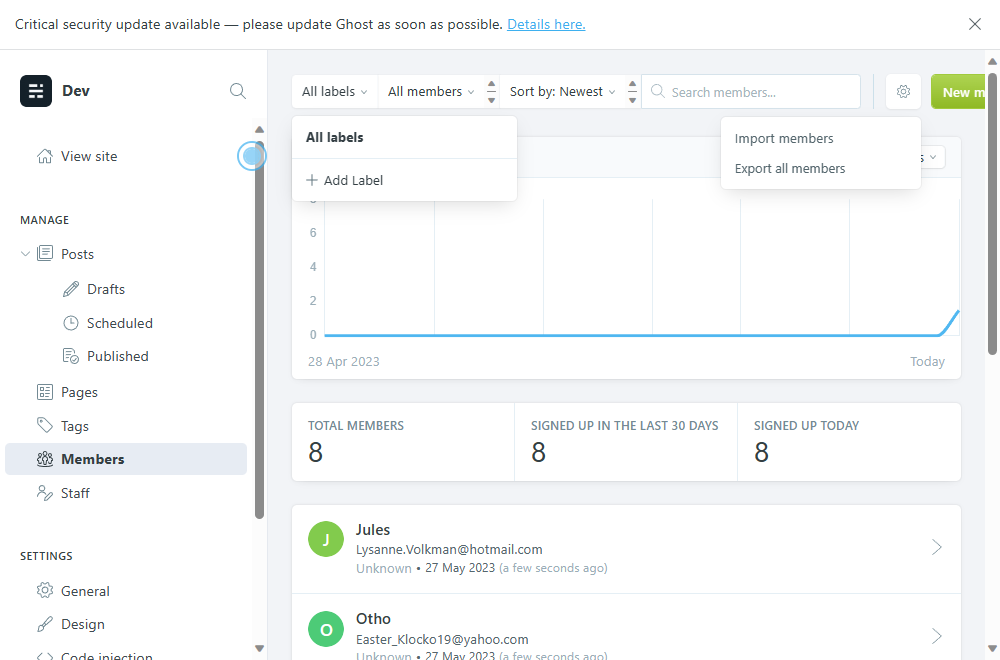 Critical security update available — please update Ghost as soon as possible. Details here.
Dev
View site
MANAGE
Posts
Drafts
Scheduled
Published
Pages
Tags
Members
Staff
SETTINGS
General
Design
Code injection
All labels
All members
Sort by: Newest
Search members...
New m
All labels
Add Label
Import members
Export all members
s
8
6
4
2
0
28 Apr 2023
Today
TOTAL MEMBERS
8
SIGNED UP IN THE LAST 30 DAYS
8
SIGNED UP TODAY
8
J
Jules
Lysanne.Volkman@hotmail.com
Unknown • 27 May 2023 (a few seconds ago)
O
Otho
Easter_Klocko19@yahoo.com
Unknown • 27 May 2023 (a few seconds ago)